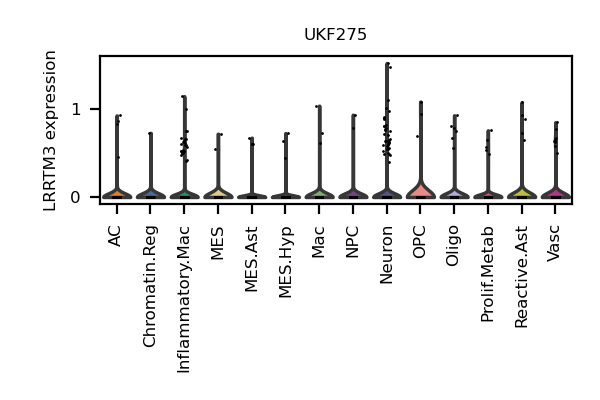 UKF275
LRRTM3 expression
1
0
AC
Chromatin.Reg
Inflammatory.Mac
MES
MES.Ast
MES.Hyp
Mac
NPC
Neuron
OPC
Oligo
Prolif.Metab
Reactive.Ast
Vasc